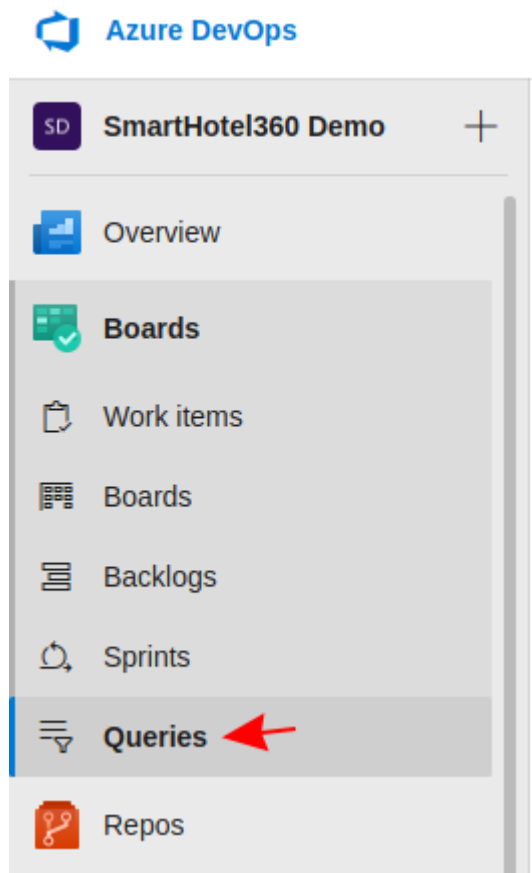 Azure DevOps
SD SmartHotel360 Demo
Overview
Boards
Work items
Boards
Backlogs
Sprints
Queries
Repos